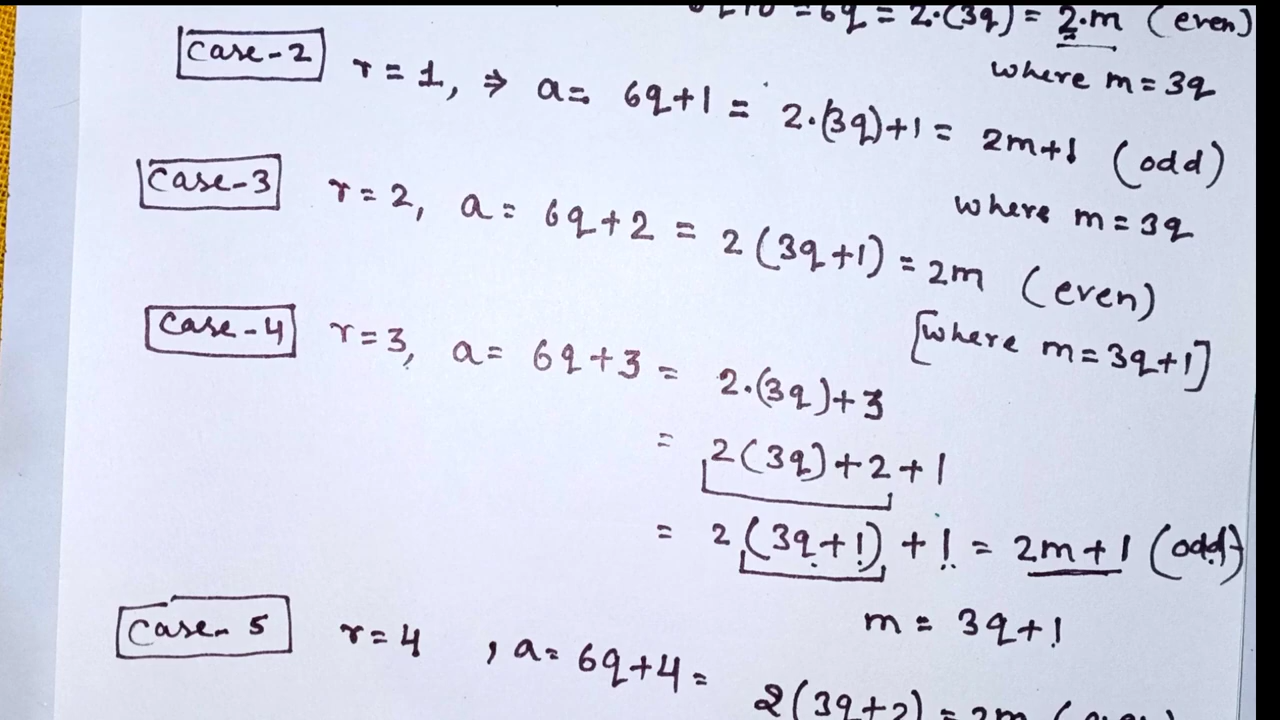 = 6q = 2.(3q) = 2.m (even)
where m = 3q
Case-2 r = 1, ⇒ a = 6q+1 = 2.(3q)+1 = 2m+1 (odd)
where m = 3q
Case-3 r = 2, a = 6q+2 = 2(3q+1) = 2m (even)
[where m = 3q+1]
Case-4 r = 3, a = 6q+3 = 2.(3q)+3
= 2(3q)+2+1
= 2(3q+1)+1 = 2m+1 (odd)
m = 3q+1
Case-5 r = 4, a = 6q+4 = 2(3q+2) = 2m